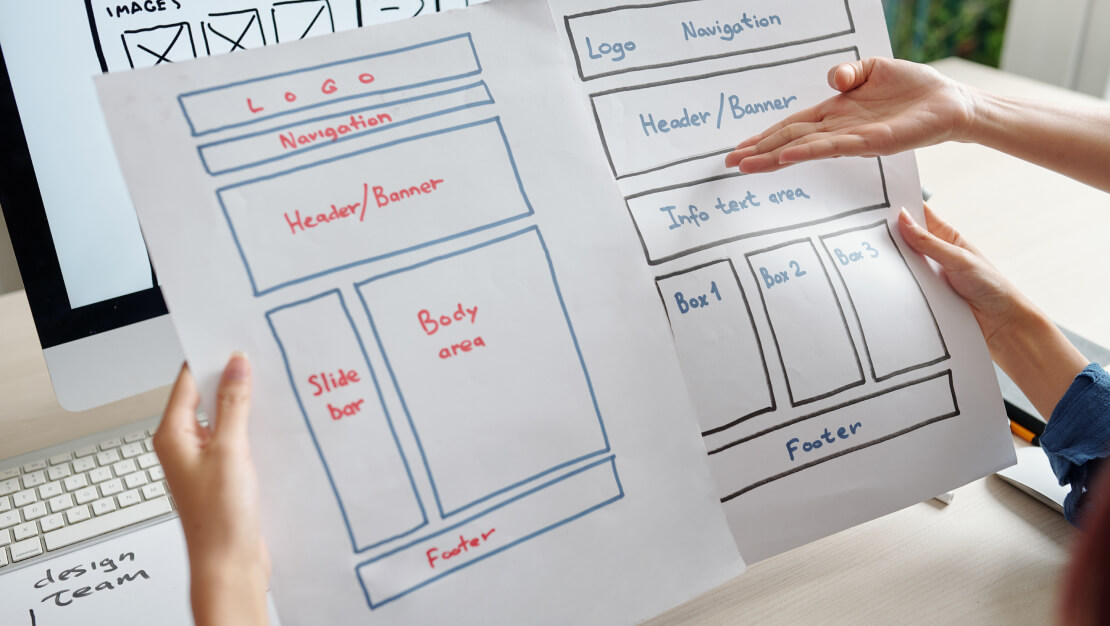 IMAGES
LOGO
Navigation
Header/Banner
Slide
bar
Body
area
Footer
Logo Navigation
Header/Banner
Info text area
Box 1
Box 2
Box 3
Footer
design
team